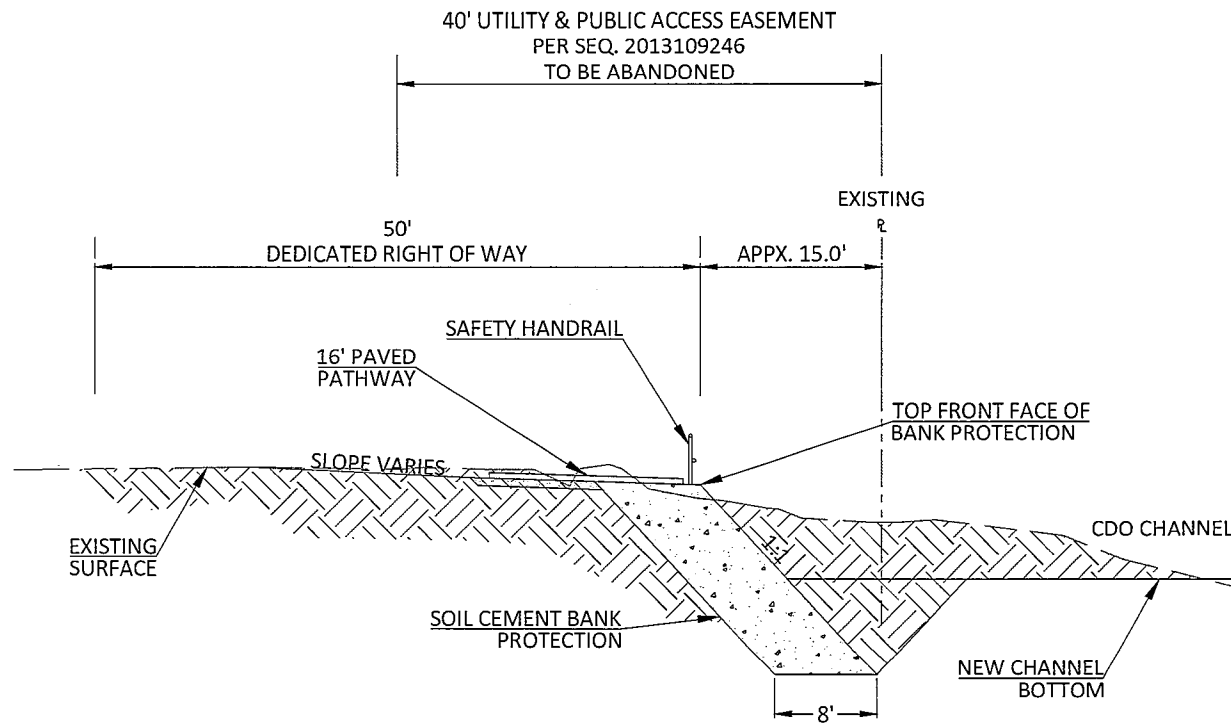 40' UTILITY & PUBLIC ACCESS EASEMENT
PER SEQ. 2013109246
TO BE ABANDONED
EXISTING
℄
50'
DEDICATED RIGHT OF WAY
APPX. 15.0'
SAFETY HANDRAIL
16' PAVED
PATHWAY
TOP FRONT FACE OF
BANK PROTECTION
SLOPE VARIES
CDO CHANNEL
EXISTING
SURFACE
1:1
SOIL CEMENT BANK
PROTECTION
NEW CHANNEL
BOTTOM
8'